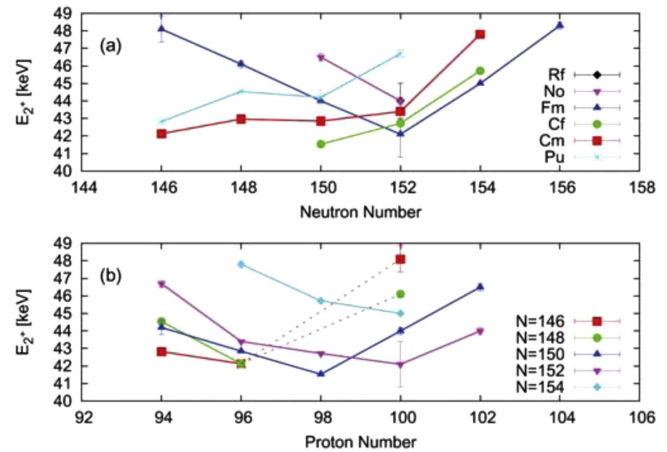 49
48
47
46
45
44
43
42
41
40
E2+ [keV]
(a)
Rf
No
Fm
Cf
Cm
Pu
144 146 148 150 152 154 156 158
Neutron Number
49
48
47
46
45
44
43
42
41
40
E2+ [keV]
(b)
N=146
N=148
N=150
N=152
N=154
92 94 96 98 100 102 104 106
Proton Number